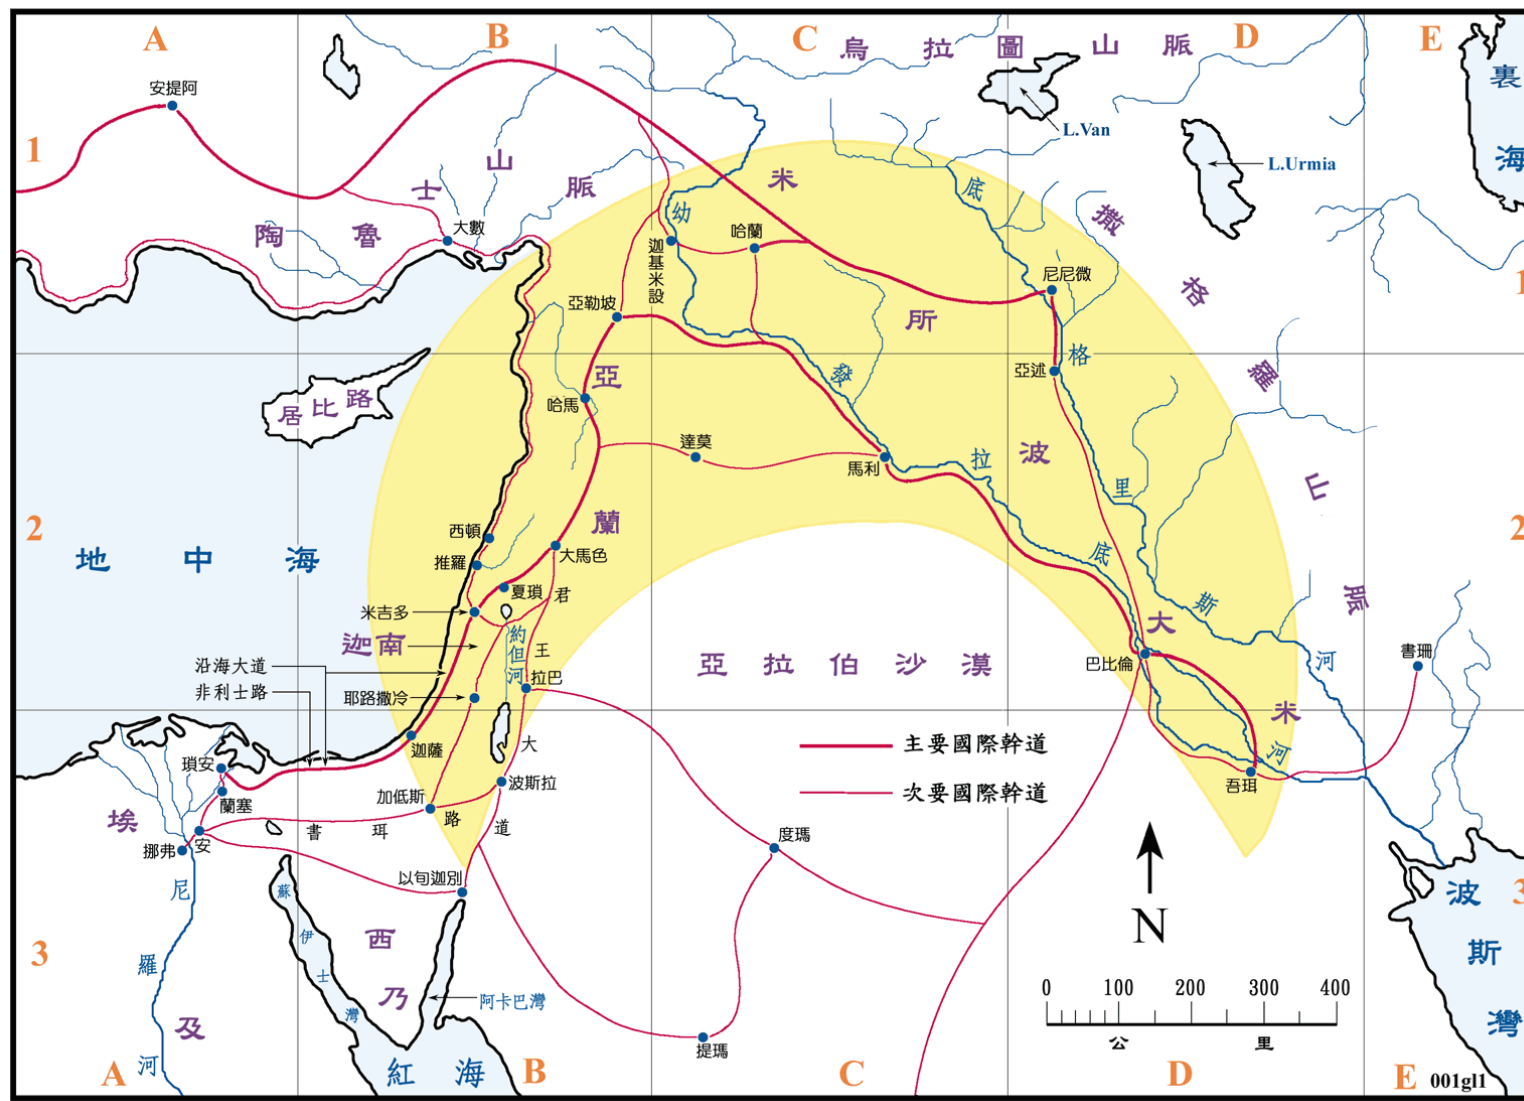 A
B
C
D
E
烏拉圖山脈
裏海
安提阿
L.Van
1
L.Urmia
陶魯士山脈
大數
米所波大米
幼發拉底河
底格里斯河
撒格羅山脈
哈蘭
迦基米設
尼尼微
1
亞勒坡
亞述
居比路
亞蘭
哈馬
達莫
馬利
2
地中海
西頓
推羅
大馬色
夏瑣
米吉多
迦南
約但河
君王大道
2
沿海大道
非利士路
耶路撒冷
拉巴
亞拉伯沙漠
巴比倫
書珊
迦薩
瑣安
蘭塞
加低斯
波斯拉
書珥路
主要國際幹道
次要國際幹道
吾珥
埃及
挪弗
安
度瑪
以旬迦別
尼羅河
蘇伊士灣
西乃
阿卡巴灣
N
波斯灣
3
3
0 100 200 300 400
公里
提瑪
紅海
A
B
C
D
E
001gl1